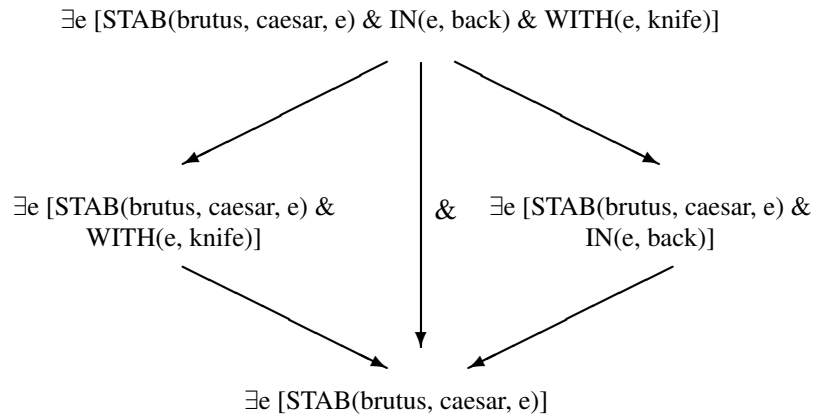 ∃e [STAB(brutus, caesar, e) & IN(e, back) & WITH(e, knife)]
∃e [STAB(brutus, caesar, e) &
WITH(e, knife)]
&
∃e [STAB(brutus, caesar, e) &
IN(e, back)]
∃e [STAB(brutus, caesar, e)]